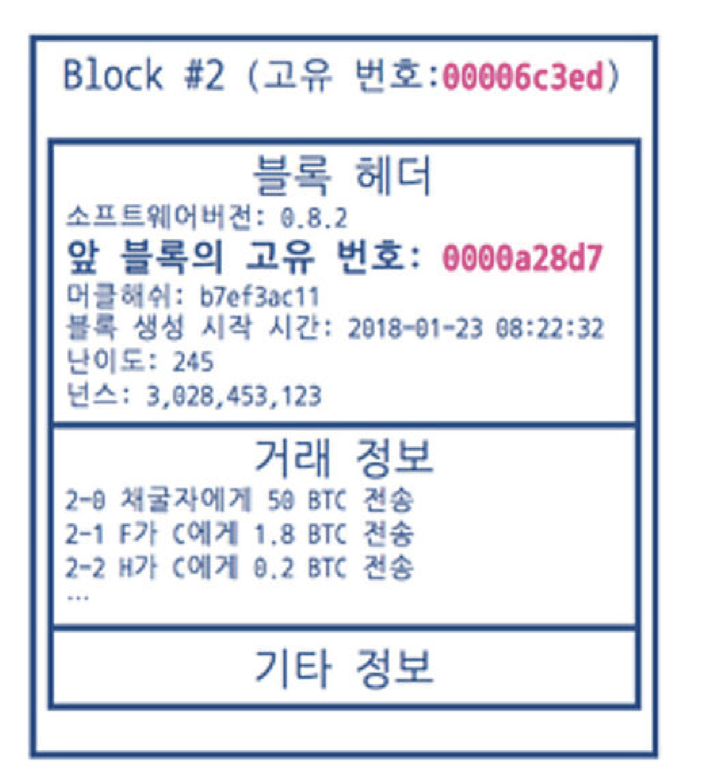 Block #2 (고유 번호:00006c3ed)
블록 헤더
소프트웨어버전: 0.8.2
앞 블록의 고유 번호: 0000a28d7
머클해쉬: b7ef3ac11
블록 생성 시작 시간: 2018-01-23 08:22:32
난이도: 245
넌스: 3,028,453,123
거래 정보
2-0 채굴자에게 50 BTC 전송
2-1 F가 C에게 1.8 BTC 전송
2-2 H가 C에게 0.2 BTC 전송
...
기타 정보